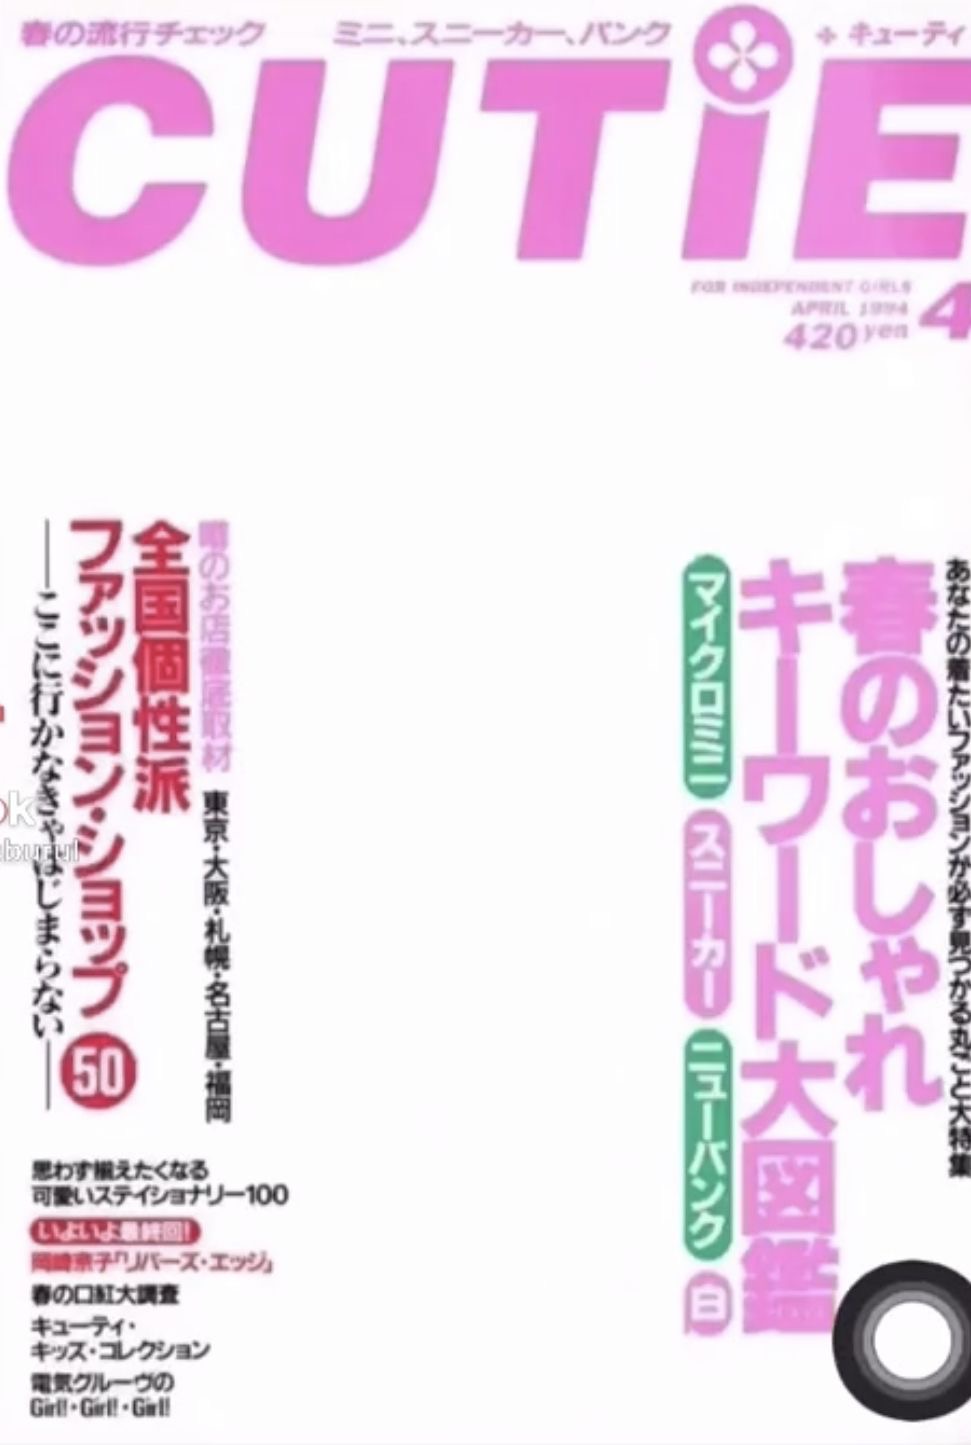 春の流行チェック
ミニ、スニーカー、パンク
キューティ
CUTiE
FOR INDEPENDENT GIRLS
APRIL 1994
420yen
4
あなたの着たいファッションが必ず見つかる丸ごと大特集
春のおしゃれ
キーワード大図鑑
マイクロミニ
スニーカー
ニューパンク
白
噂のお店徹底取材
東京・大阪・札幌・名古屋・福岡
全国個性派
ファッション・ショップ
50
──ここに行かなきゃはじまらない──
思わず揃えたくなる
可愛いステイショナリー100
いよいよ最終回!
岡崎京子「リバーズ・エッジ」
春の口紅大調査
キューティ・
キッズ・コレクション
電気グルーヴの
Girl!・Girl!・Girl!